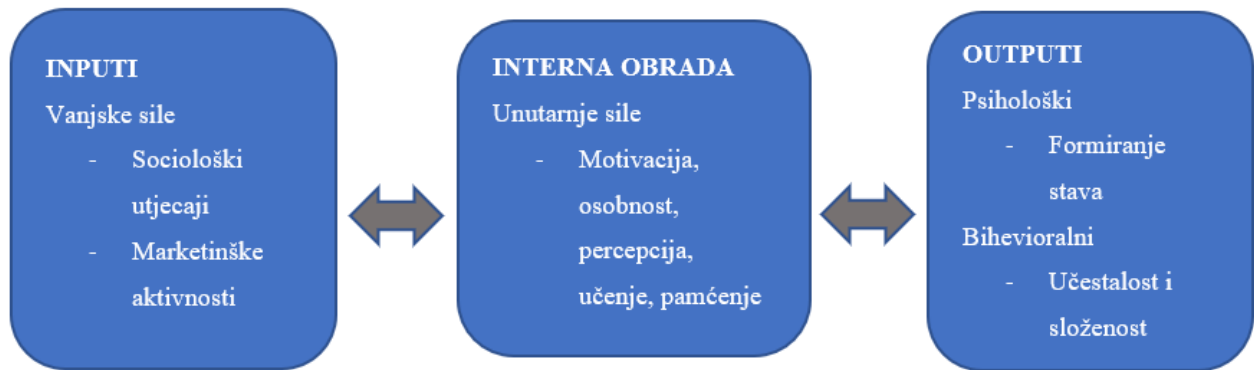 INPUTI
Vanjske sile
- Sociološki
utjecaji
- Marketinške
aktivnosti
INTERNA OBRADA
Unutarnje sile
- Motivacija,
osobnost,
percepcija,
učenje, pamćenje
OUTPUTI
Psihološki
- Formiranje
stava
Bihevioralni
- Učestalost i
složenost